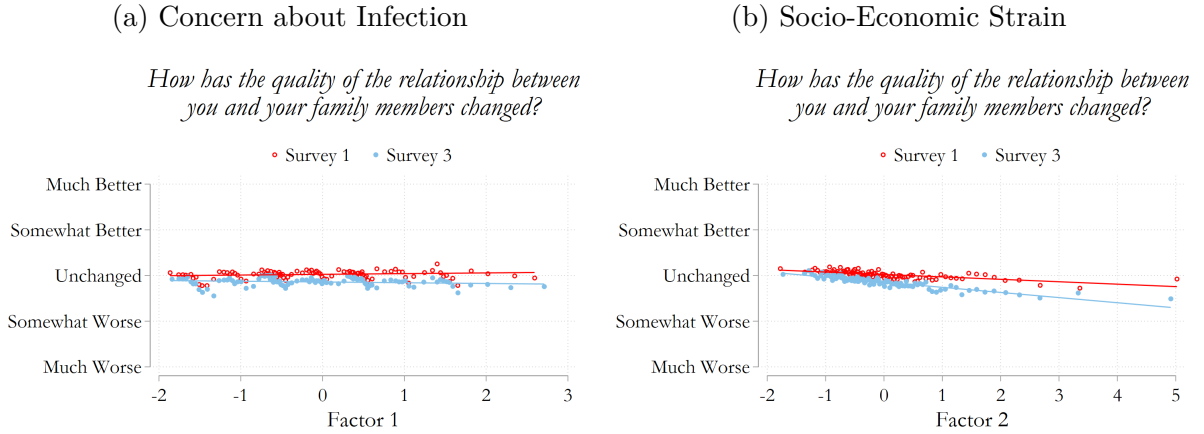 (a) Concern about Infection
How has the quality of the relationship between
you and your family members changed?
Survey 1 Survey 3
Much Better
Somewhat Better
Unchanged
Somewhat Worse
Much Worse
-2 -1 0 1 2 3
Factor 1
(b) Socio-Economic Strain
How has the quality of the relationship between
you and your family members changed?
Survey 1 Survey 3
Much Better
Somewhat Better
Unchanged
Somewhat Worse
Much Worse
-2 -1 0 1 2 3 4 5
Factor 2